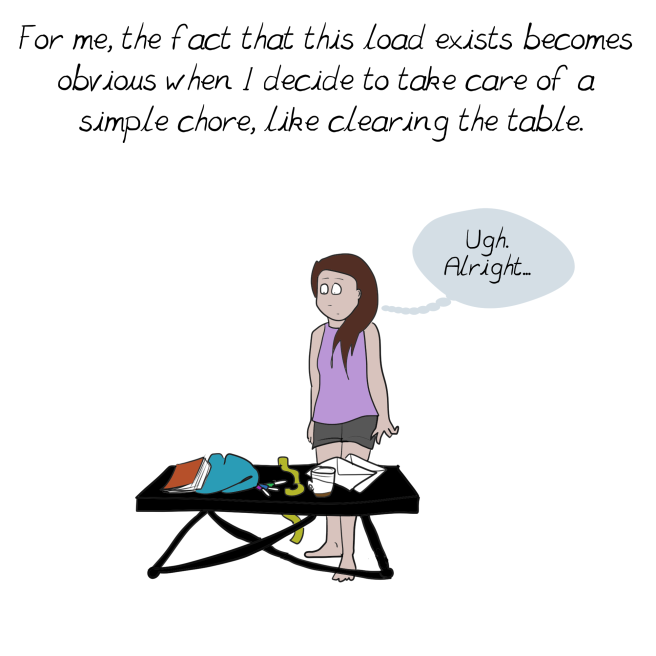 For me, the fact that this load exists becomes
obvious when I decide to take care of a
simple chore, like clearing the table.
Ugh.
Alright...